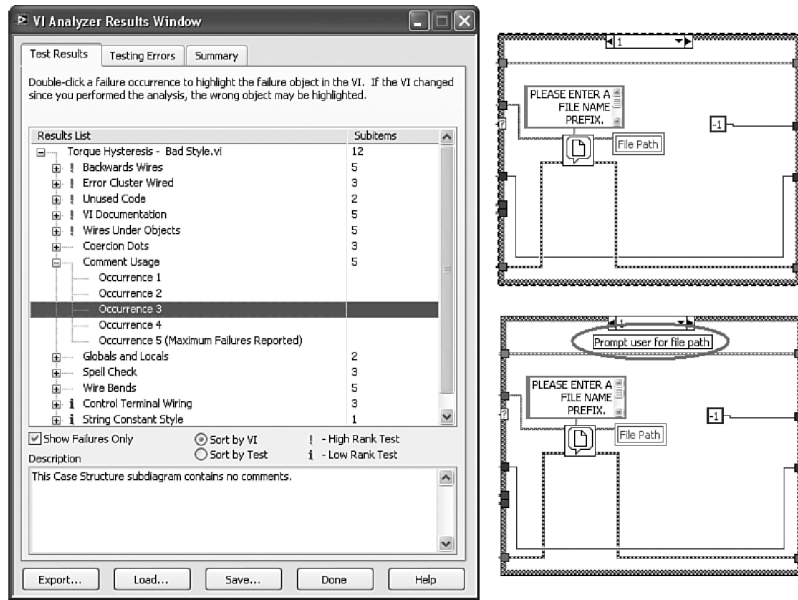 VI Analyzer Results Window
Test Results Testing Errors Summary
Double-click a failure occurrence to highlight the failure object in the VI. If the VI changed
since you performed the analysis, the wrong object may be highlighted.
Results List Subitems
Torque Hysteresis - Bad Style.vi 12
! Backwards Wires 5
! Error Cluster Wired 3
! Unused Code 2
! VI Documentation 5
! Wires Under Objects 5
Coercion Dots 3
Comment Usage 5
Occurrence 1
Occurrence 2
Occurrence 3
Occurrence 4
Occurrence 5 (Maximum Failures Reported)
Globals and Locals 2
Spell Check 3
Wire Bends 5
i Control Terminal Wiring 3
i String Constant Style 1
Show Failures Only Sort by VI ! - High Rank Test
Sort by Test i - Low Rank Test
Description
This Case Structure subdiagram contains no comments.
Export... Load... Save... Done Help
1
PLEASE ENTER A
FILE NAME
PREFIX.
File Path
-1
?
1
Prompt user for file path
PLEASE ENTER A
FILE NAME
PREFIX.
File Path
-1
?